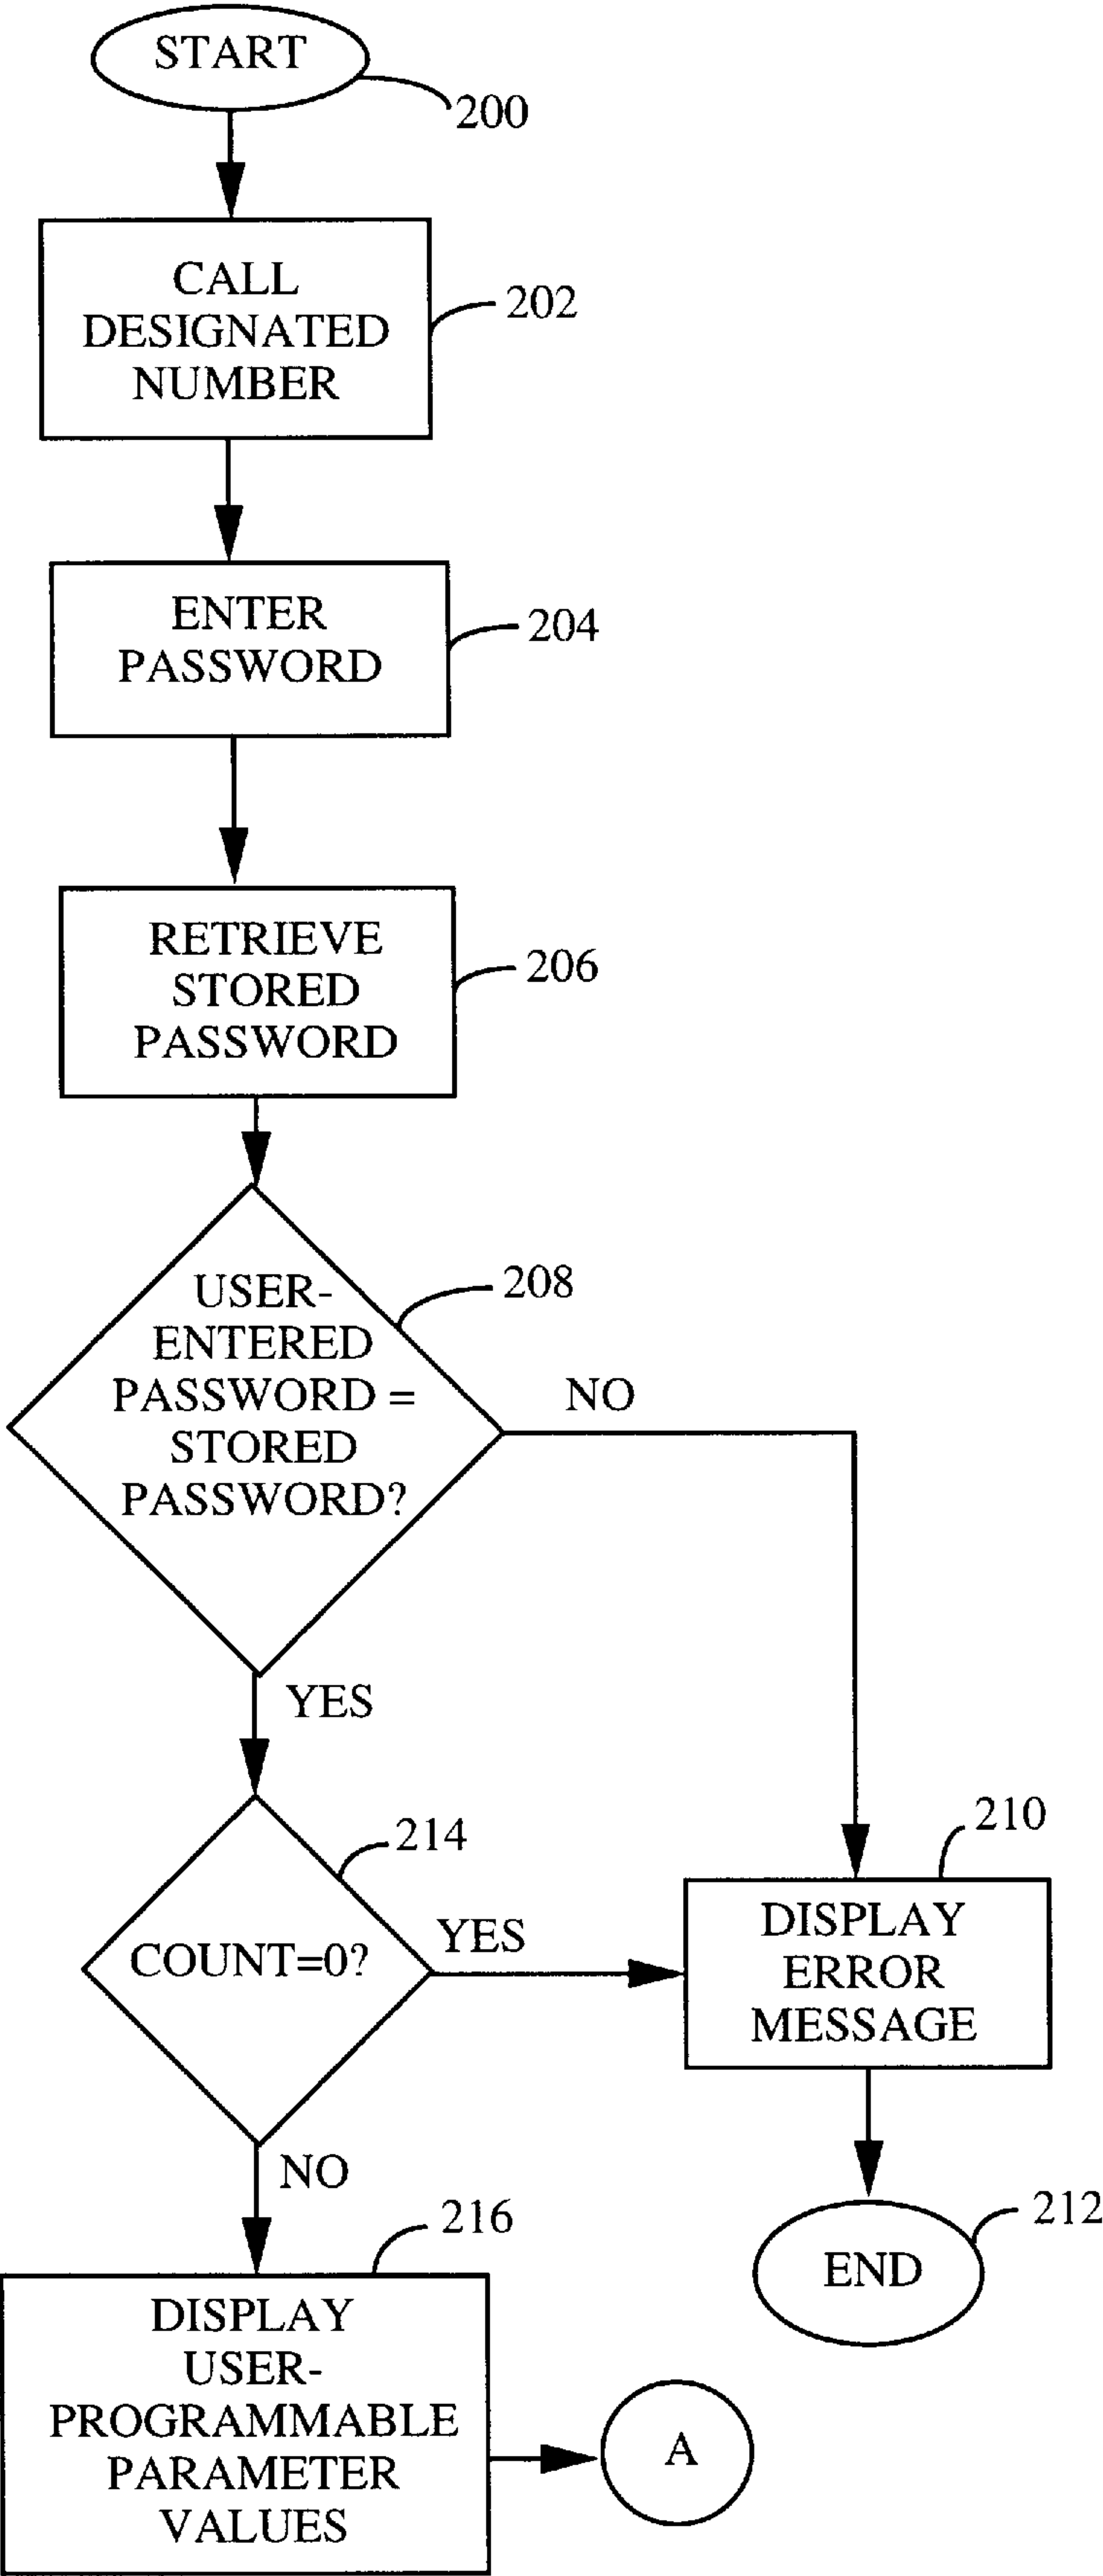 START
200
CALL
DESIGNATED
NUMBER
202
ENTER
PASSWORD
204
RETRIEVE
STORED
PASSWORD
206
USER-
ENTERED
PASSWORD =
STORED
PASSWORD?
208
NO
YES
214
COUNT=0?
YES
210
DISPLAY
ERROR
MESSAGE
NO
212
END
216
DISPLAY
USER-
PROGRAMMABLE
PARAMETER
VALUES
A